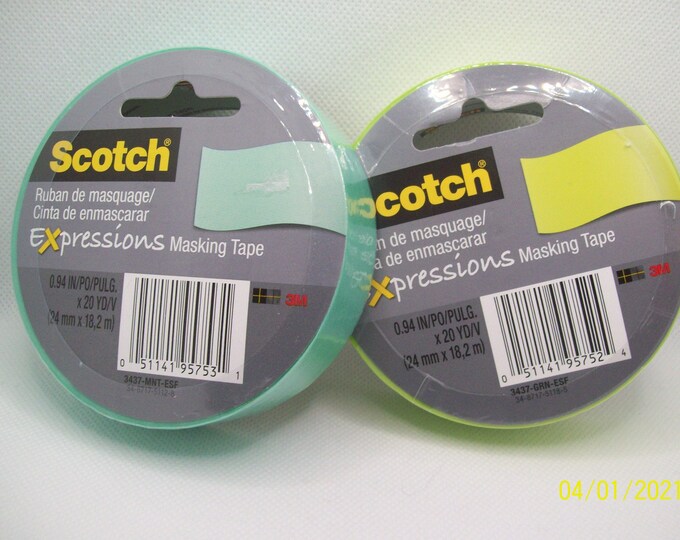 Scotch®
Ruban de masquage/
Cinta de enmascarar
Expressions Masking Tape
0.94 IN/PO/PULG.
x 20 YD/V
(24 mm x 18,2 m)
3M
0 51141 95753 1
3437-MNT-ESF
Scotch®
an de masquage/
a de enmascarar
Expressions Masking Tape
0.94 IN/PO/PULG.
x 20 YD/V
(24 mm x 18,2 m)
3M
0 51141 95752 4
3437-GRN-ESF
04/01/2021